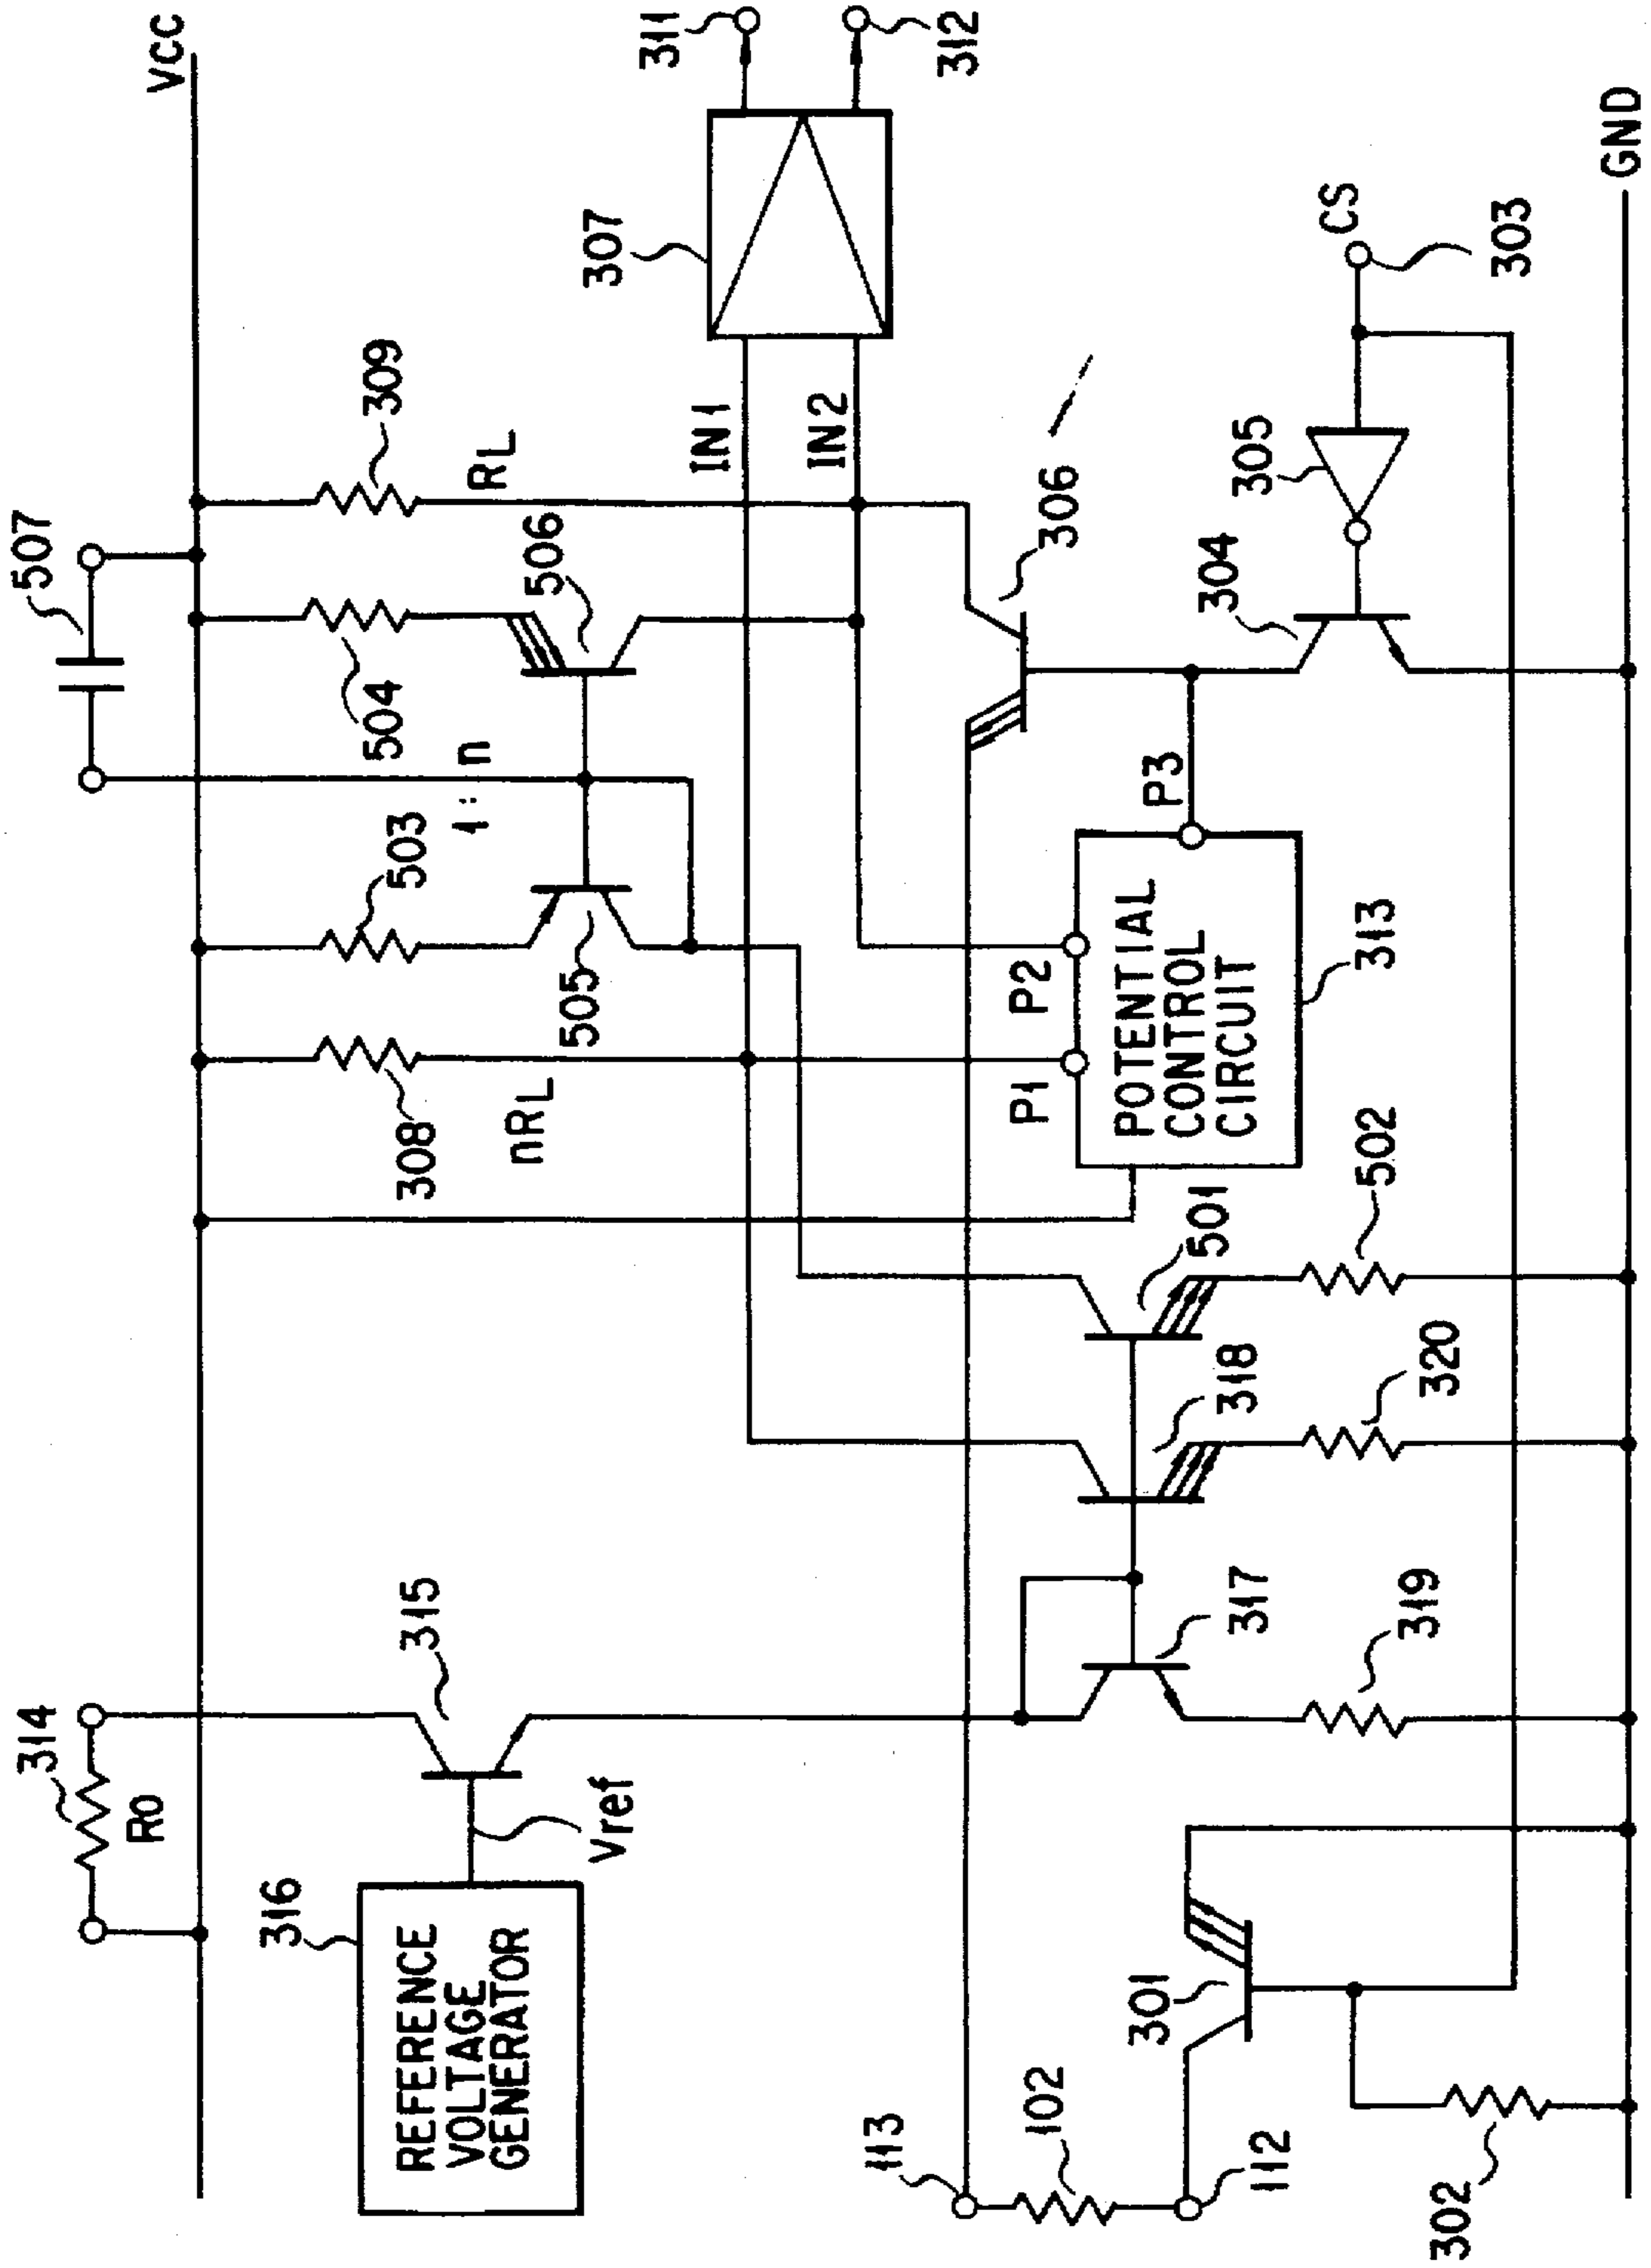 507
VCC
314
R0
316
REFERENCE
VOLTAGE
GENERATOR
315
Vref
308
nRL
503
505
1:n
504
506
309
RL
IN1
IN2
307
311
312
113
102
112
301
302
317
319
318
320
501
502
P1
P2
P3
POTENTIAL
CONTROL
CIRCUIT
313
306
304
305
CS
303
GND